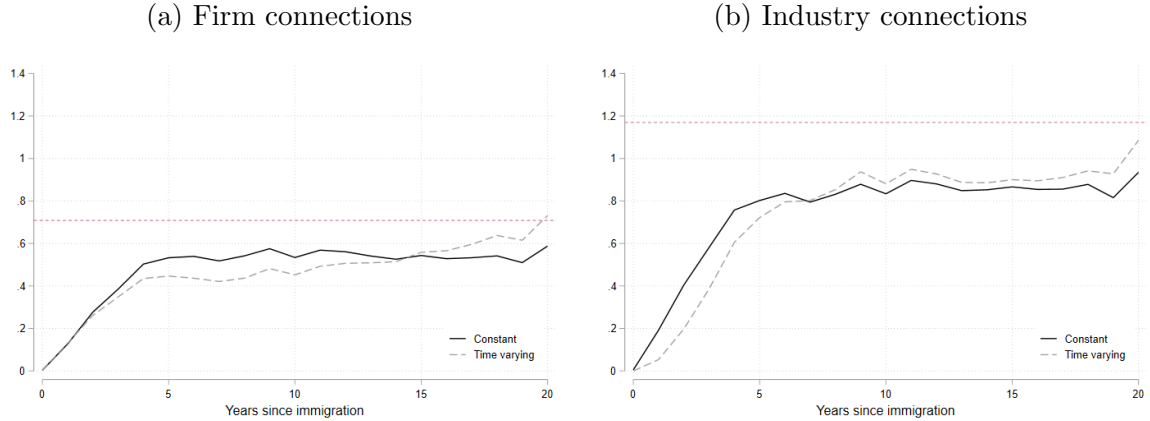 (a) Firm connections
1.4
1.2
1
.8
.6
.4
.2
0
0 5 10 15 20
Years since immigration
Constant
Time varying
(b) Industry connections
1.4
1.2
1
.8
.6
.4
.2
0
0 5 10 15 20
Years since immigration
Constant
Time varying